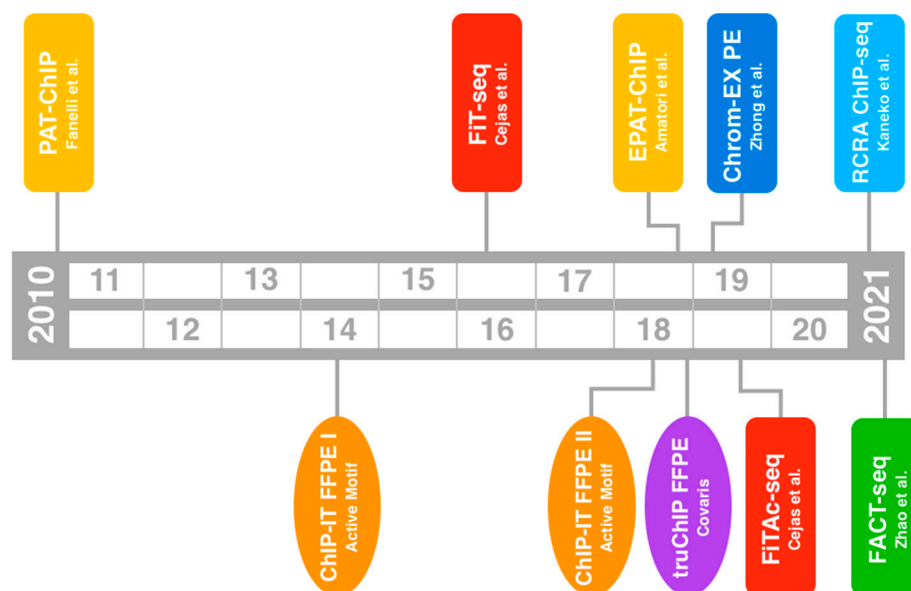 PAT-ChIP
Fanelli et al.
FiT-seq
Cejas et al.
EPAT-ChIP
Amatori et al.
Chrom-EX PE
Zhong et al.
RCRA ChIP-seq
Kaneko et al.
2010
11
13
15
17
19
12
14
16
18
20
2021
ChIP-IT FFPE I
Active Motif
ChIP-IT FFPE II
Active Motif
truChIP FFPE
Covaris
FiTAc-seq
Cejas et al.
FACT-seq
Zhao et al.